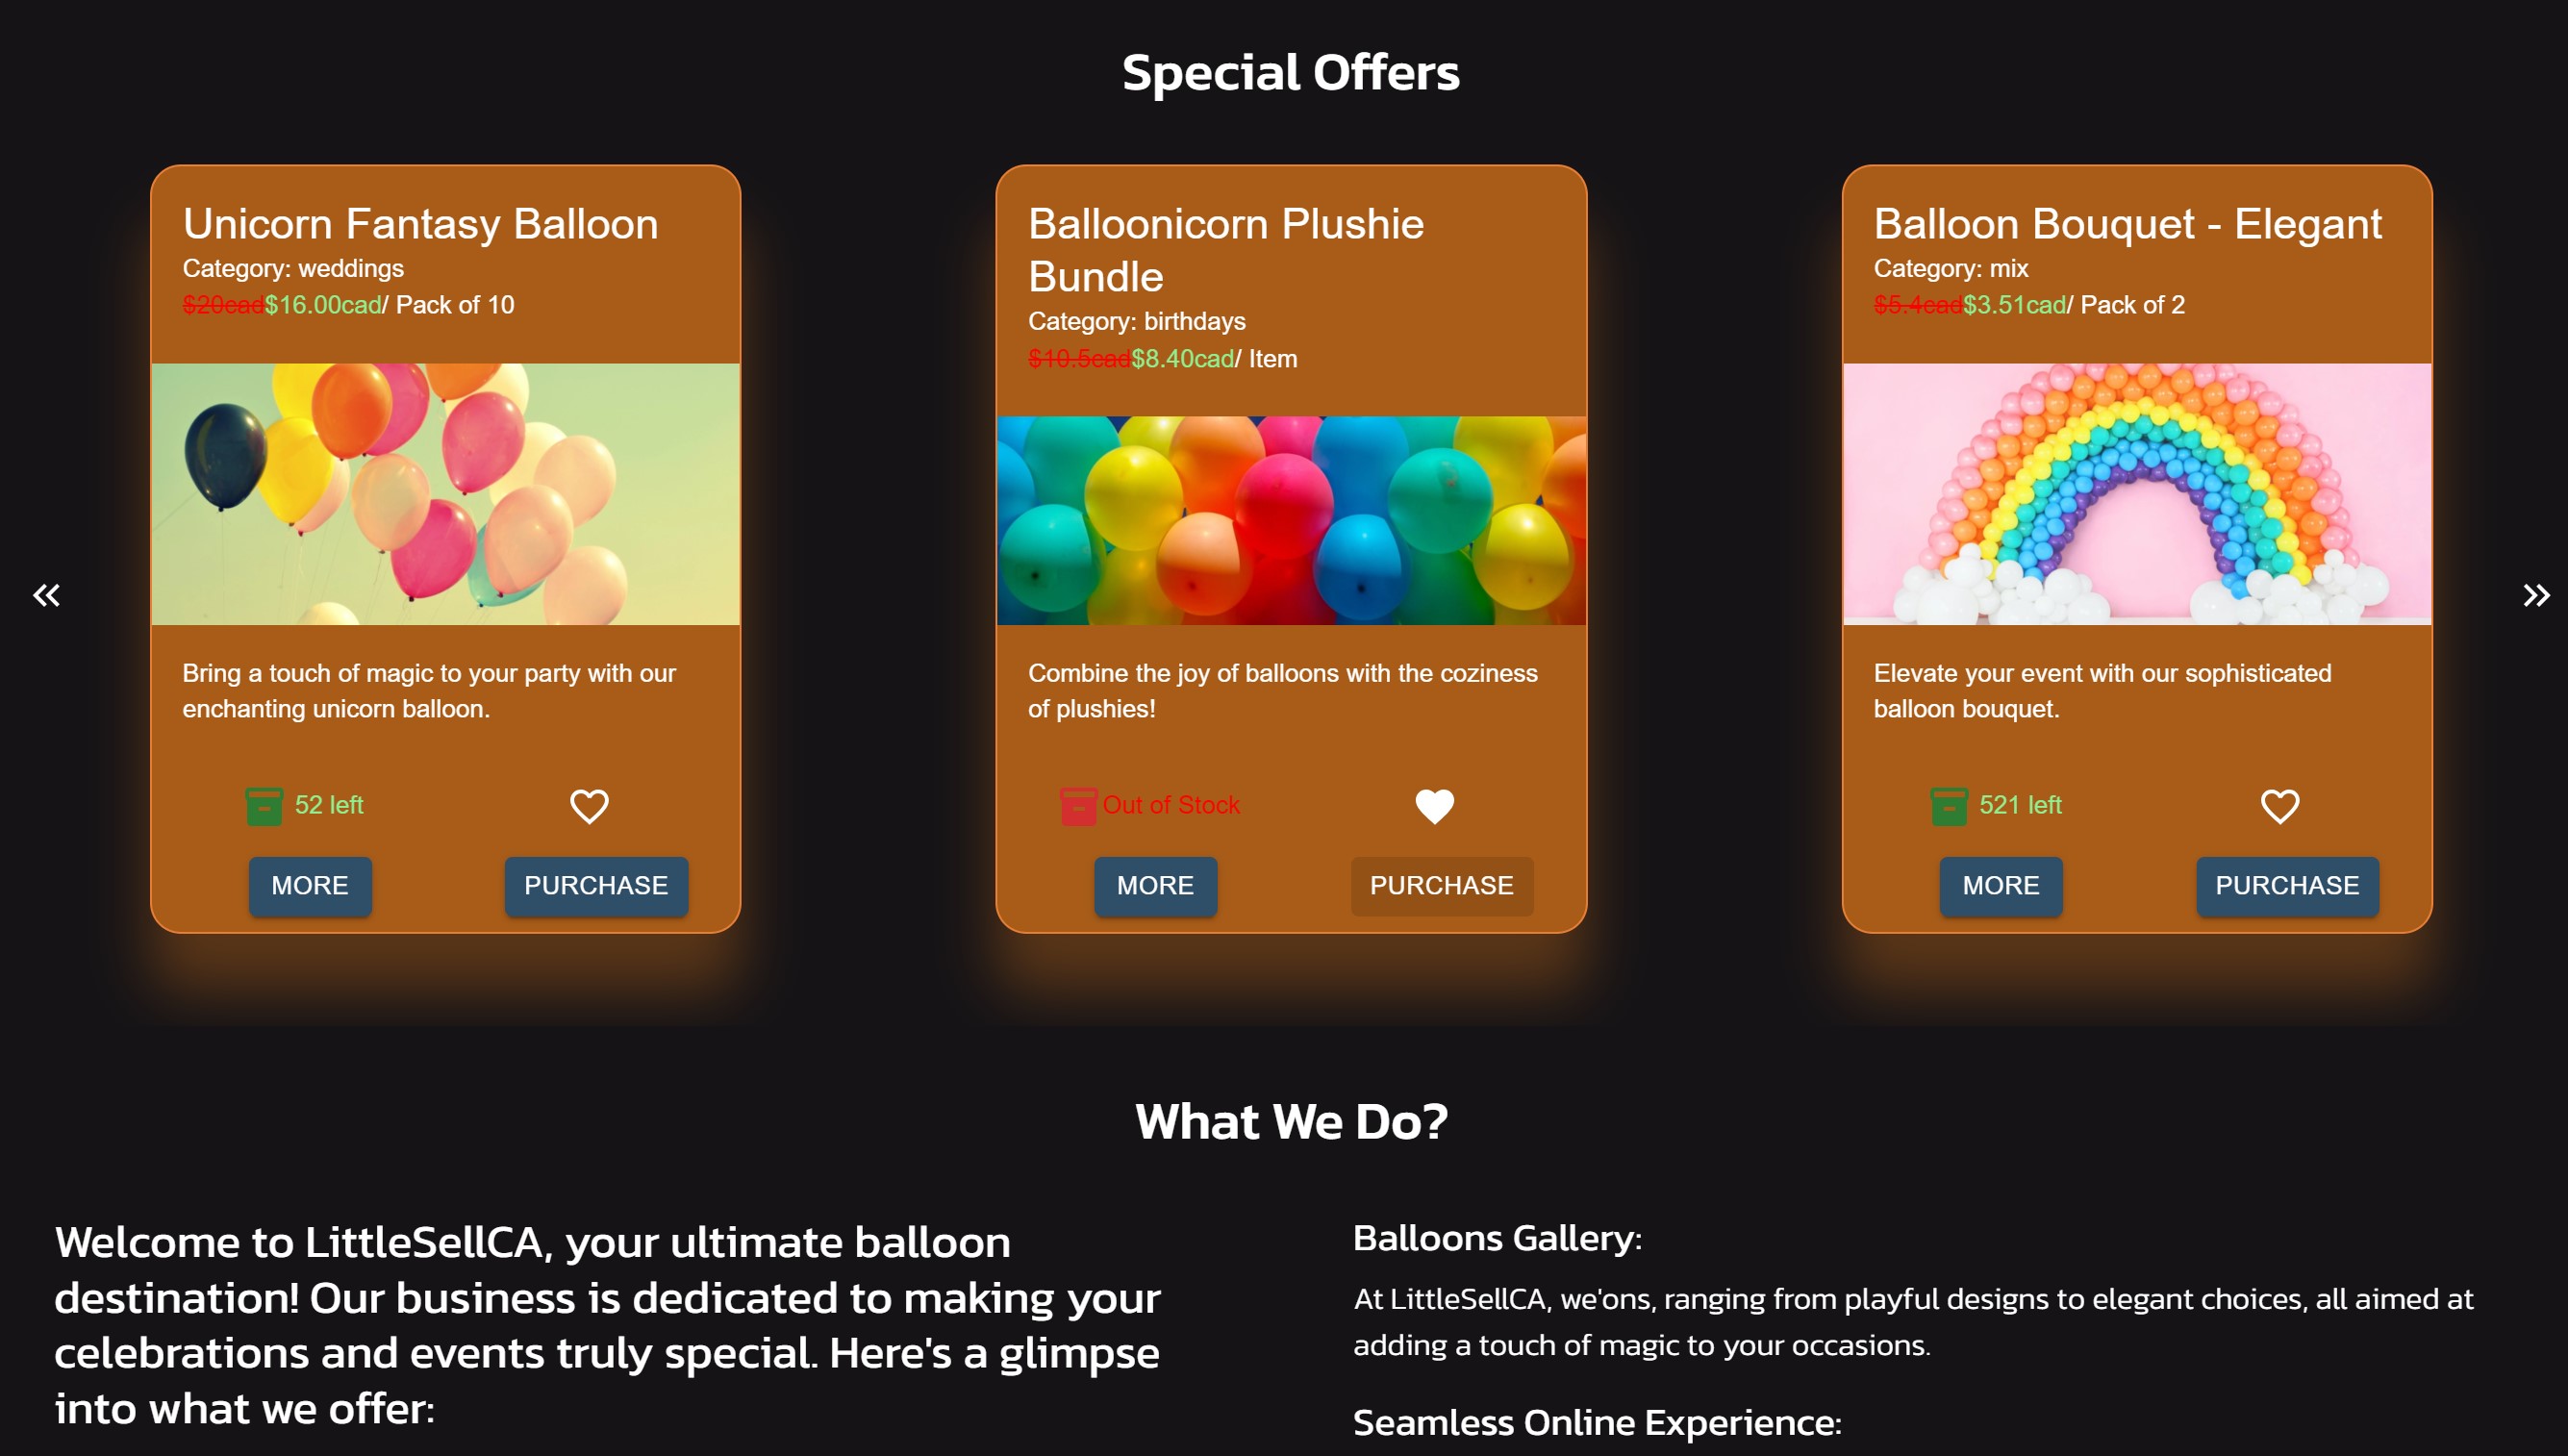 Special Offers
Unicorn Fantasy Balloon
Category: weddings
$20cad$16.00cad/ Pack of 10
Bring a touch of magic to your party with our
enchanting unicorn balloon.
52 left
MORE
PURCHASE
Balloonicorn Plushie
Bundle
Category: birthdays
$10.5cad$8.40cad/ Item
Combine the joy of balloons with the coziness
of plushies!
Out of Stock
MORE
PURCHASE
Balloon Bouquet - Elegant
Category: mix
$5.4cad$3.51cad/ Pack of 2
Elevate your event with our sophisticated
balloon bouquet.
521 left
MORE
PURCHASE
What We Do?
Welcome to LittleSellCA, your ultimate balloon
destination! Our business is dedicated to making your
celebrations and events truly special. Here's a glimpse
into what we offer:
Balloons Gallery:
At LittleSellCA, we'ons, ranging from playful designs to elegant choices, all aimed at
adding a touch of magic to your occasions.
Seamless Online Experience: